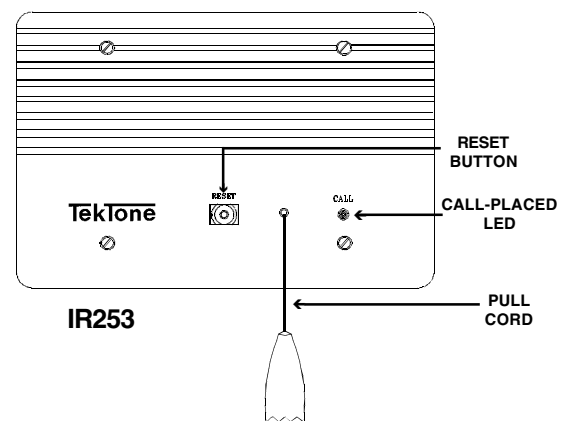 RESET
BUTTON
RESET
CALL
TekTone
CALL-PLACED
LED
PULL
CORD
IR253